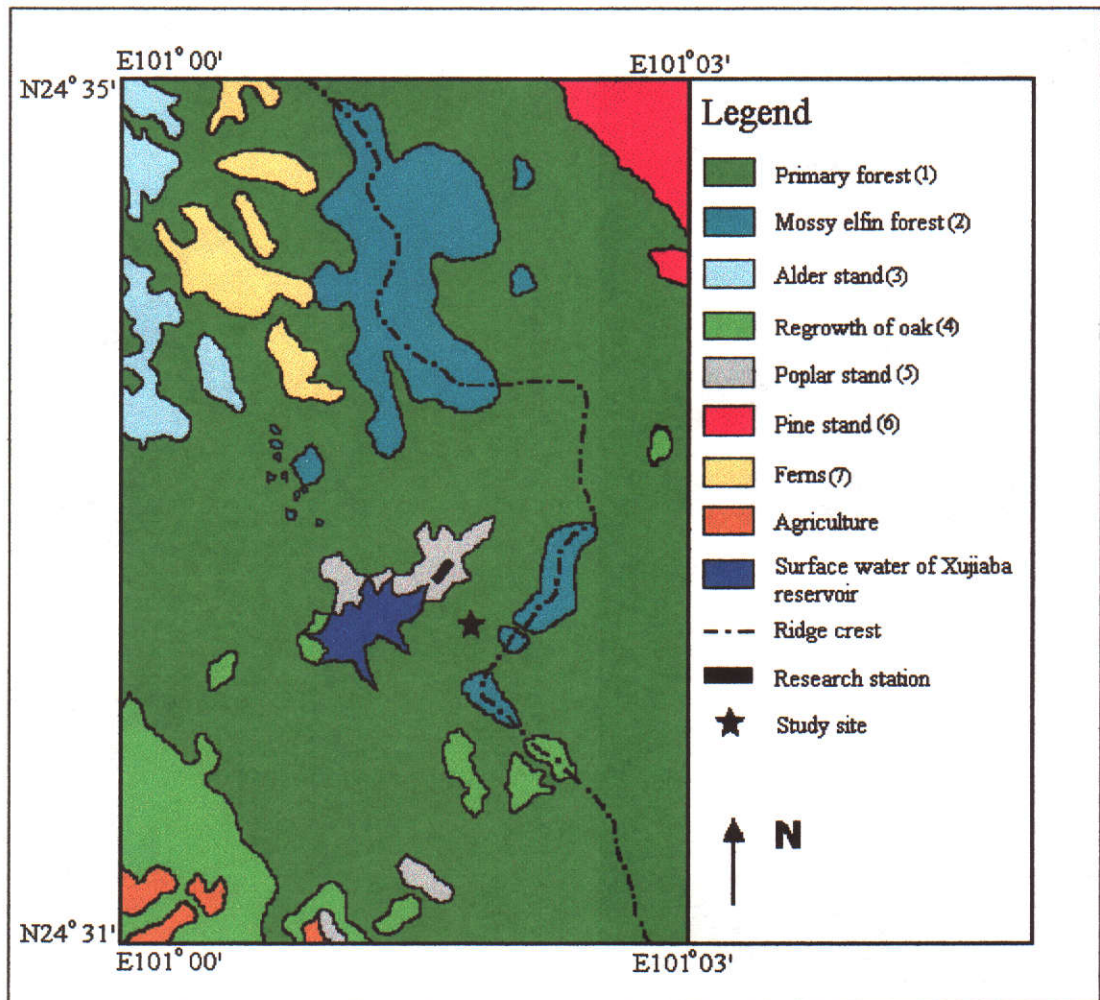 E101° 00'
E101° 03'
N24° 35'
Legend
Primary forest (1)
Mossy elfin forest (2)
Alder stand (3)
Regrowth of oak (4)
Poplar stand (5)
Pine stand (6)
Ferns (7)
Agriculture
Surface water of Xujiaba
reservoir
Ridge crest
Research station
Study site
N
N24° 31'
E101° 00'
E101° 03'